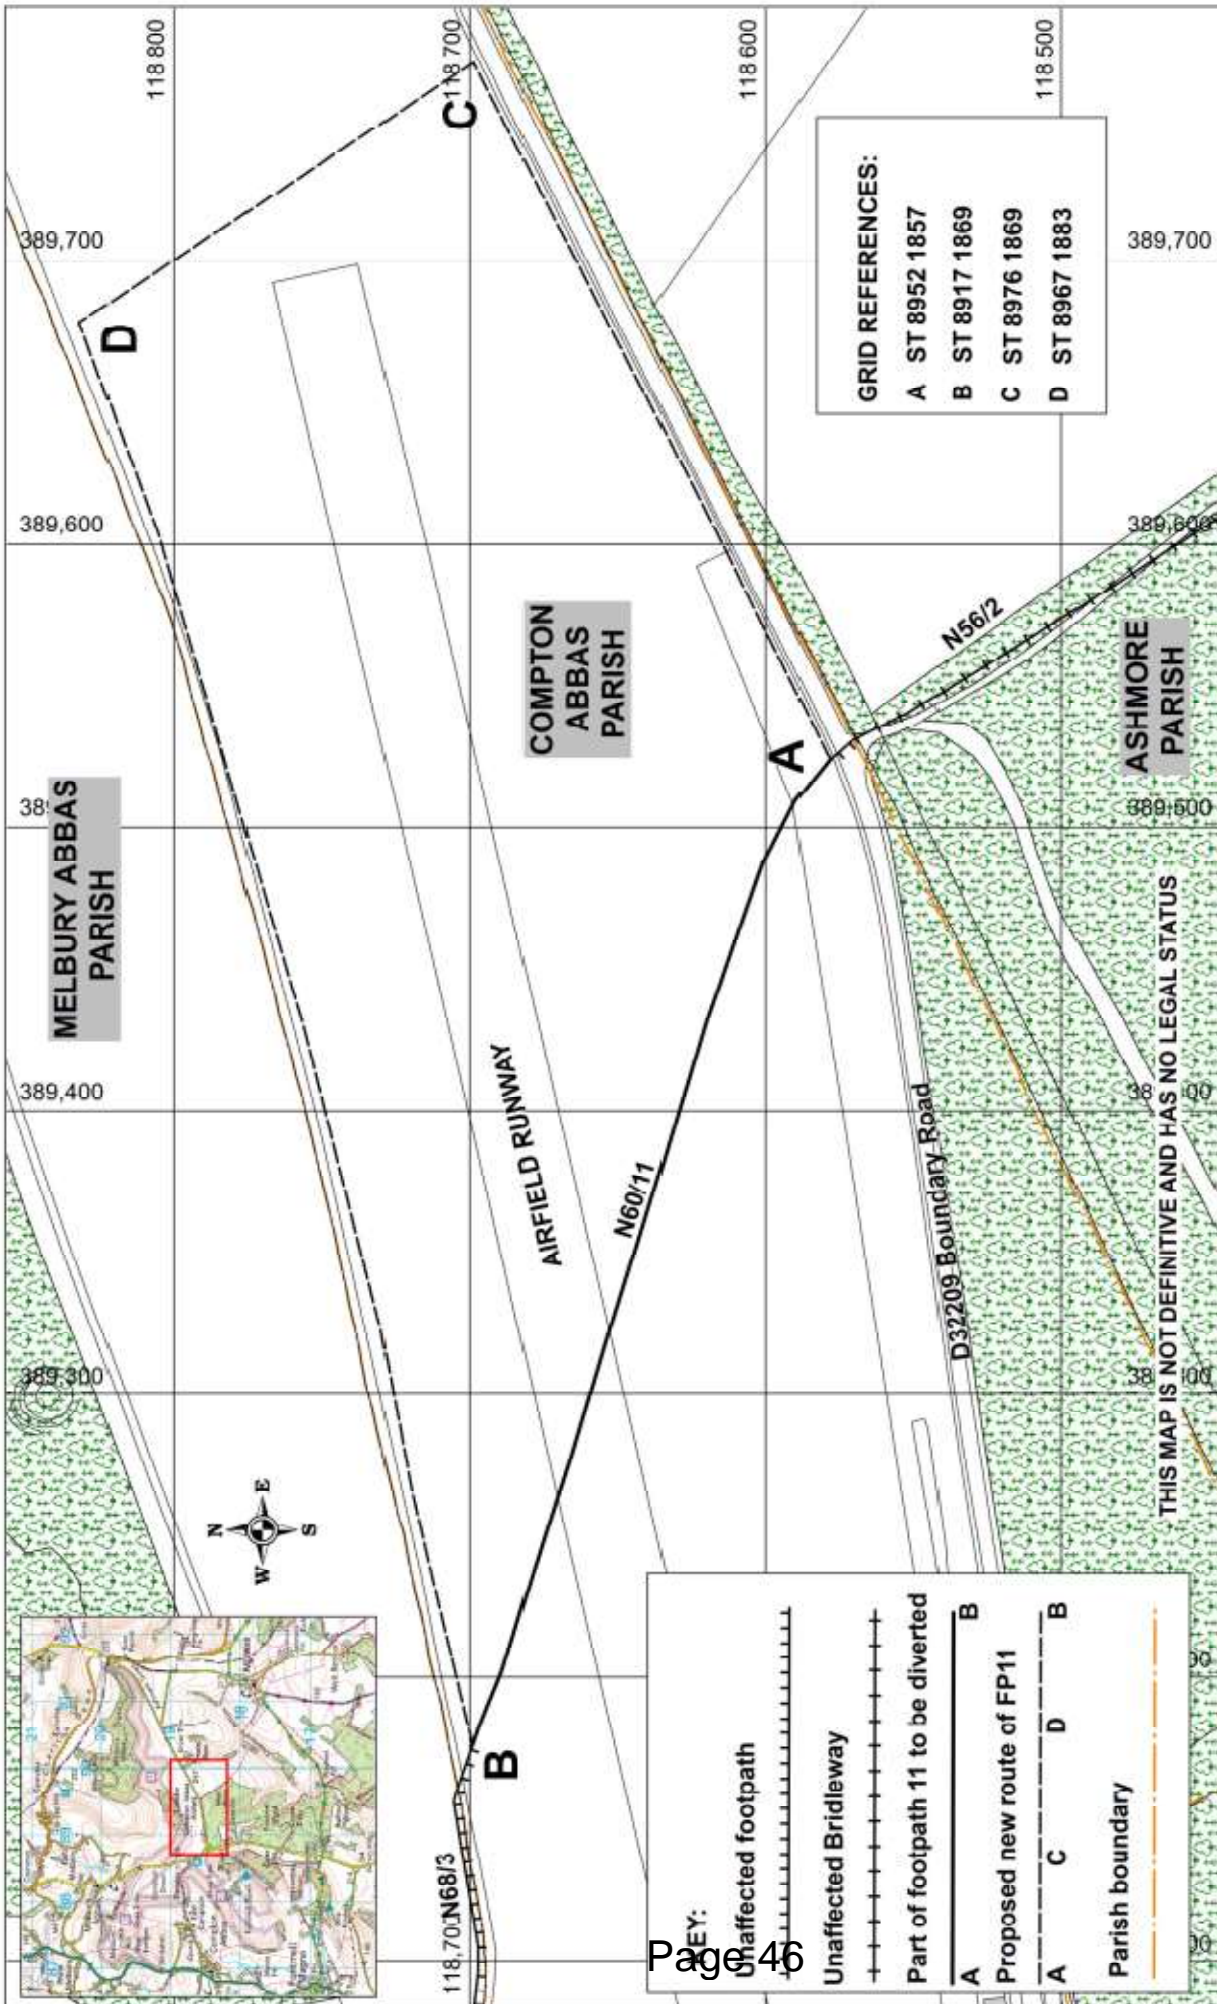 MELBURY ABBAS
PARISH
COMPTON
ABBAS
PARISH
ASHMORE
PARISH
AIRFIELD RUNWAY
N60/11
N56/2
N68/3
D32209 Boundary Road
A
B
C
D
N
E
S
W
118 800
118 700
118 600
118 500
118,700
389,700
389,600
389,400
389,300
389,700
389,600
389,500
GRID REFERENCES:
A ST 8952 1857
B ST 8917 1869
C ST 8976 1869
D ST 8967 1883
KEY:
Unaffected footpath
Unaffected Bridleway
Part of footpath 11 to be diverted
A B
Proposed new route of FP11
A C D B
Parish boundary
THIS MAP IS NOT DEFINITIVE AND HAS NO LEGAL STATUS
Page 46